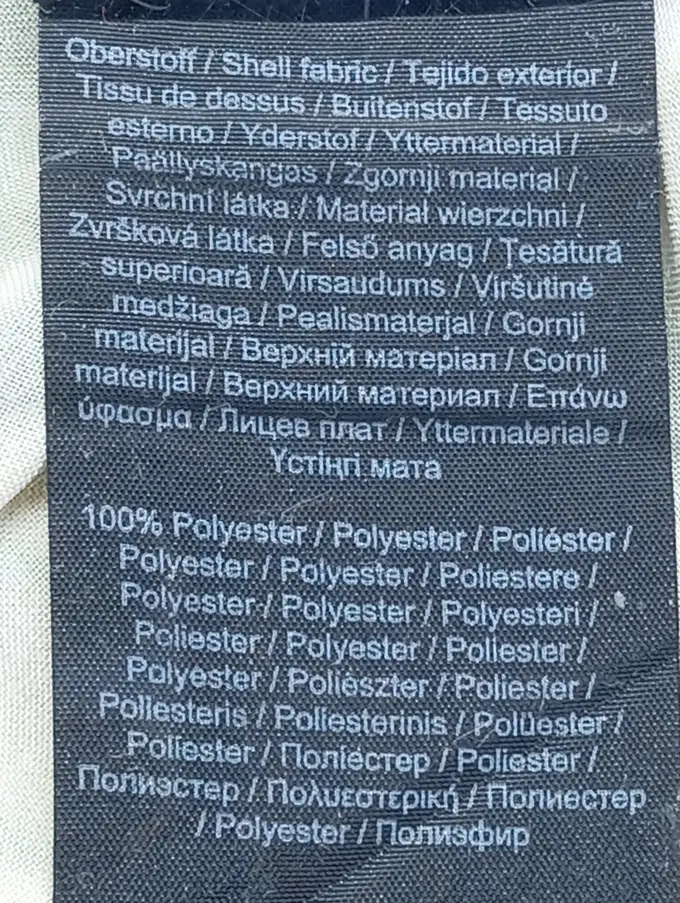 Oberstoff / Shell fabric / Tejido exterior /
Tissu de dessus / Buitenstof / Tessuto
esterno / Yderstof / Yttermaterial /
Päällyskangas / Zgornji material /
Svrchní látka / Materiał wierzchni /
Zvršková látka / Felső anyag / Țesătură
superioară / Virsaudums / Viršutinė
medžiaga / Pealismaterjal / Gornji
materijal / Верхній матеріал / Gornji
materijal / Верхний материал / Επάνω
ύφασμα / Лицев плат / Yttermateriale /
Үстіңгі мата
100% Polyester / Polyester / Poliéster /
Polyester / Polyester / Poliestere /
Polyester / Polyester / Polyesteri /
Poliester / Polyester / Poliester /
Polyester / Poliészter / Poliester /
Poliesteris / Poliesterinis / Polüester /
Poliester / Поліестер / Poliester /
Полиэстер / Πολυεστερική / Полиестер
/ Polyester / Полиэфир